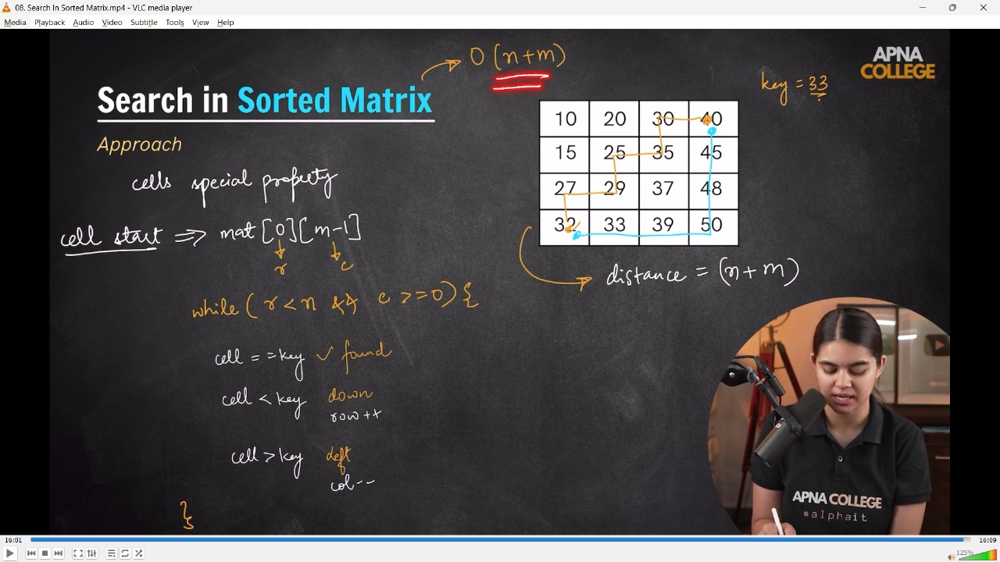 08. Search In Sorted Matrix.mp4 - VLC media player
Media Playback Audio Video Subtitle Tools View Help
O (n+m)
APNA
COLLEGE
key = 33
Search in Sorted Matrix
Approach
10 20 30 40
15 25 35 45
27 29 37 48
32 33 39 50
cells special property
cell start => mat [0][m-1]
r c
distance = (n+m)
while ( r < n && c >=0) {
cell = =key ✓ found
cell < key down
row ++
cell > key left
col--
}
APNA COLLEGE
#alphait
16:01 16:09
125%